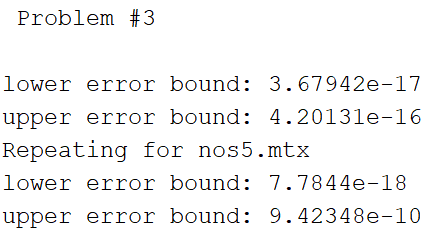 Problem #3
lower error bound: 3.67942e-17
upper error bound: 4.20131e-16
Repeating for nos5.mtx
lower error bound: 7.7844e-18
upper error bound: 9.42348e-10